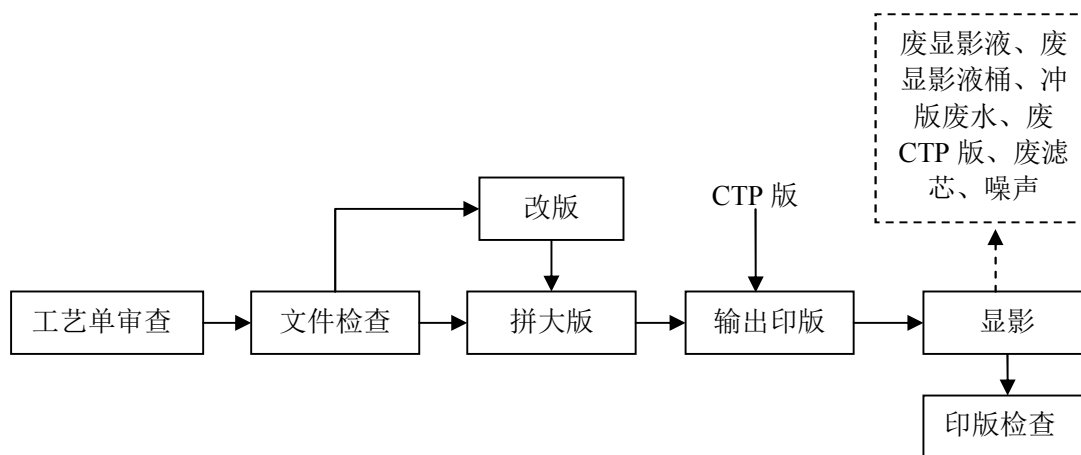 废显影液、废
显影液桶、冲
版废水、废
CTP 版、废滤
芯、噪声
改版
CTP 版
工艺单审查
文件检查
拼大版
输出印版
显影
印版检查